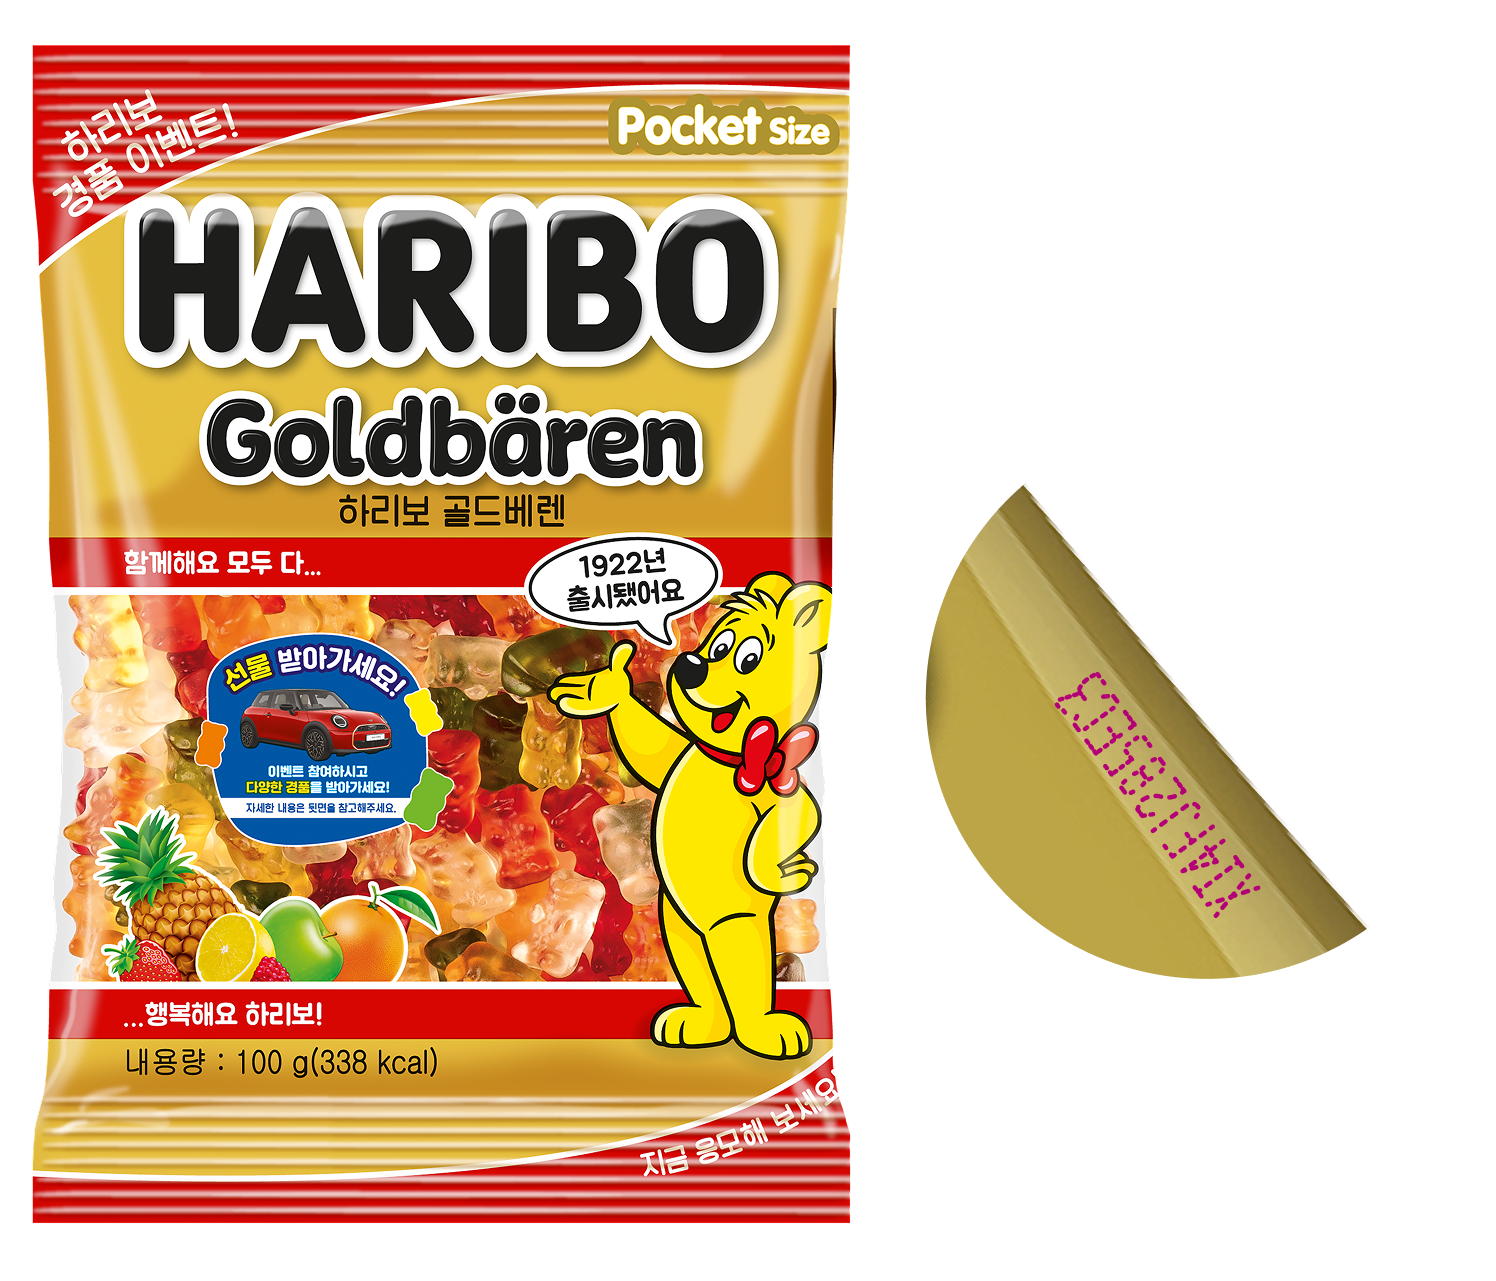 하리보
경품 이벤트!
Pocket Size
HARIBO
Goldbären
하리보 골드베렌
함께해요 모두 다...
1922년
출시됐어요
선물 받아가세요!
이벤트 참여하시고
다양한 경품을 받아가세요!
자세한 내용은 뒷면을 참고해주세요.
...행복해요 하리보!
내용량 : 100 g(338 kcal)
지금 응모해 보세요!